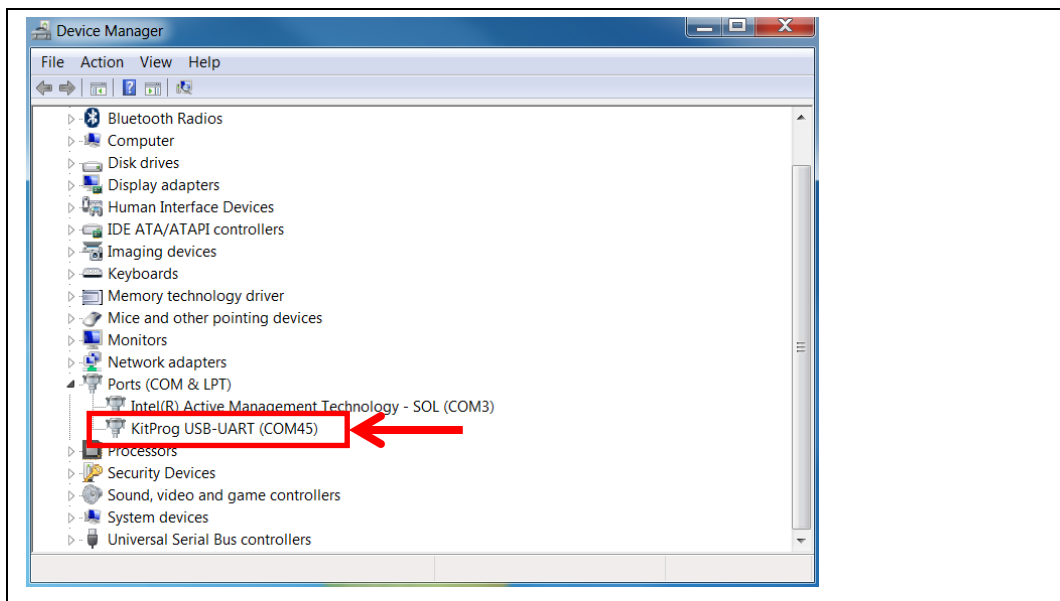 Device Manager
File Action View Help
Bluetooth Radios
Computer
Disk drives
Display adapters
Human Interface Devices
IDE ATA/ATAPI controllers
Imaging devices
Keyboards
Memory technology driver
Mice and other pointing devices
Monitors
Network adapters
Ports (COM & LPT)
Intel(R) Active Management Technology - SOL (COM3)
KitProg USB-UART (COM45)
Processors
Security Devices
Sound, video and game controllers
System devices
Universal Serial Bus controllers